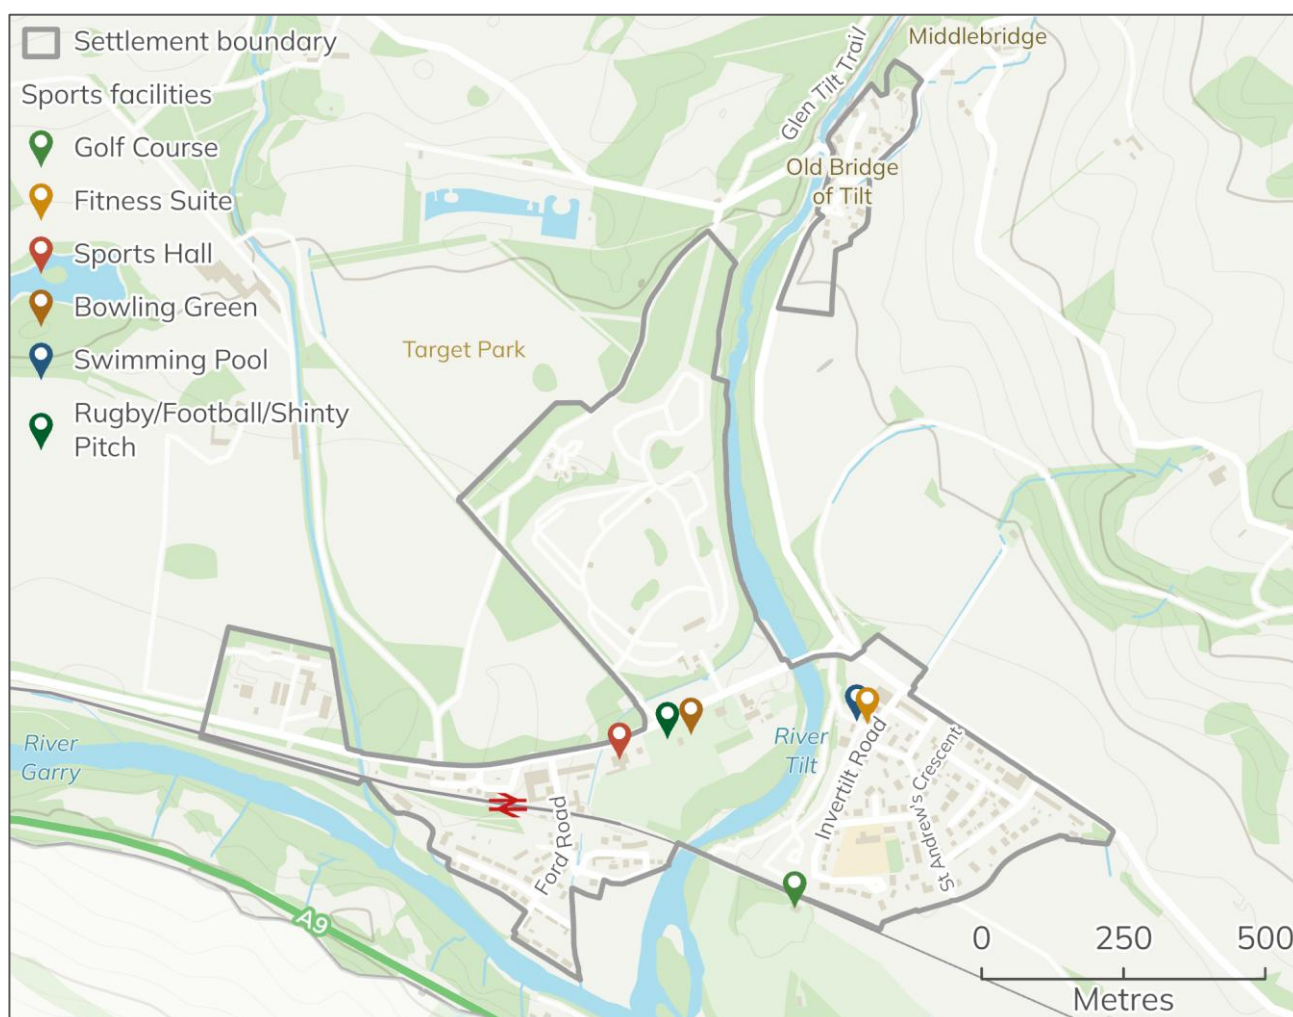 Settlement boundary
Sports facilities
Golf Course
Fitness Suite
Sports Hall
Bowling Green
Swimming Pool
Rugby/Football/Shinty
Pitch
Middlebridge
Glen Tilt Trail
Old Bridge
of Tilt
Target Park
River
Garry
River
Tilt
Invertilt Road
St Andrew's Crescent
Ford Road
A9
0 250 500
Metres